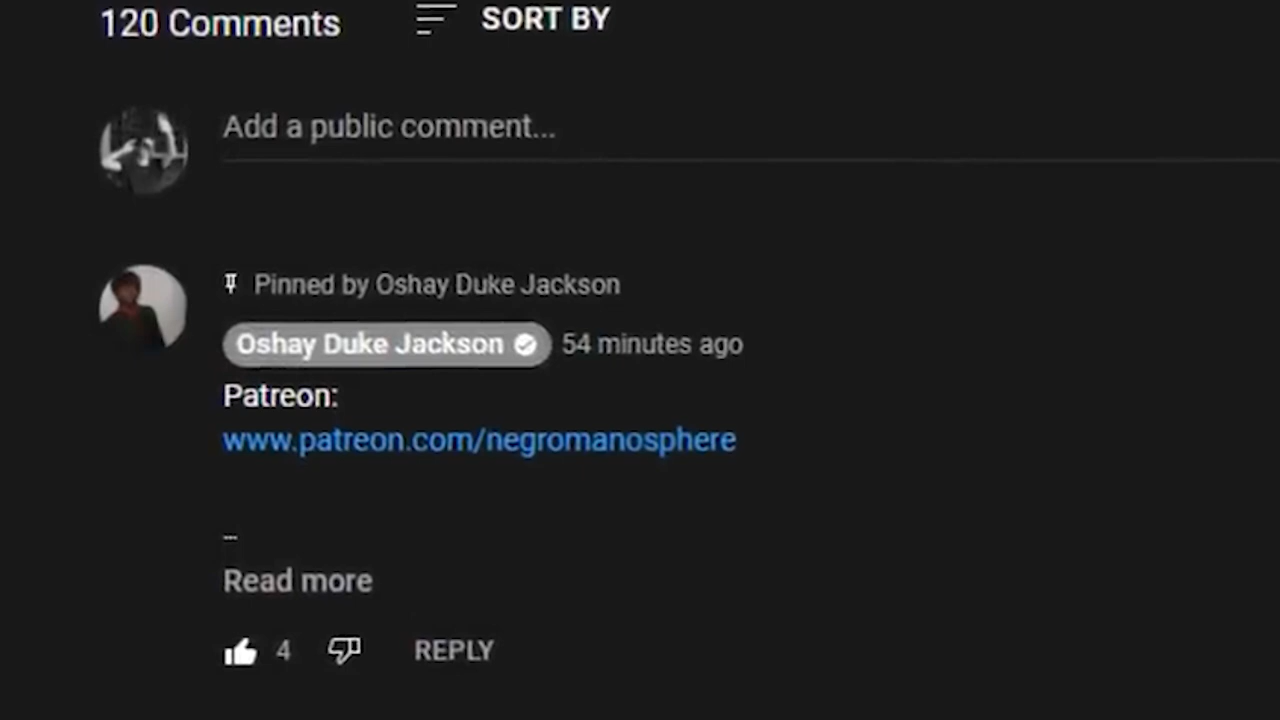 120 Comments SORT BY
Add a public comment...
Pinned by Oshay Duke Jackson
Oshay Duke Jackson 54 minutes ago
Patreon:
www.patreon.com/negromanosphere
...
Read more
4 REPLY